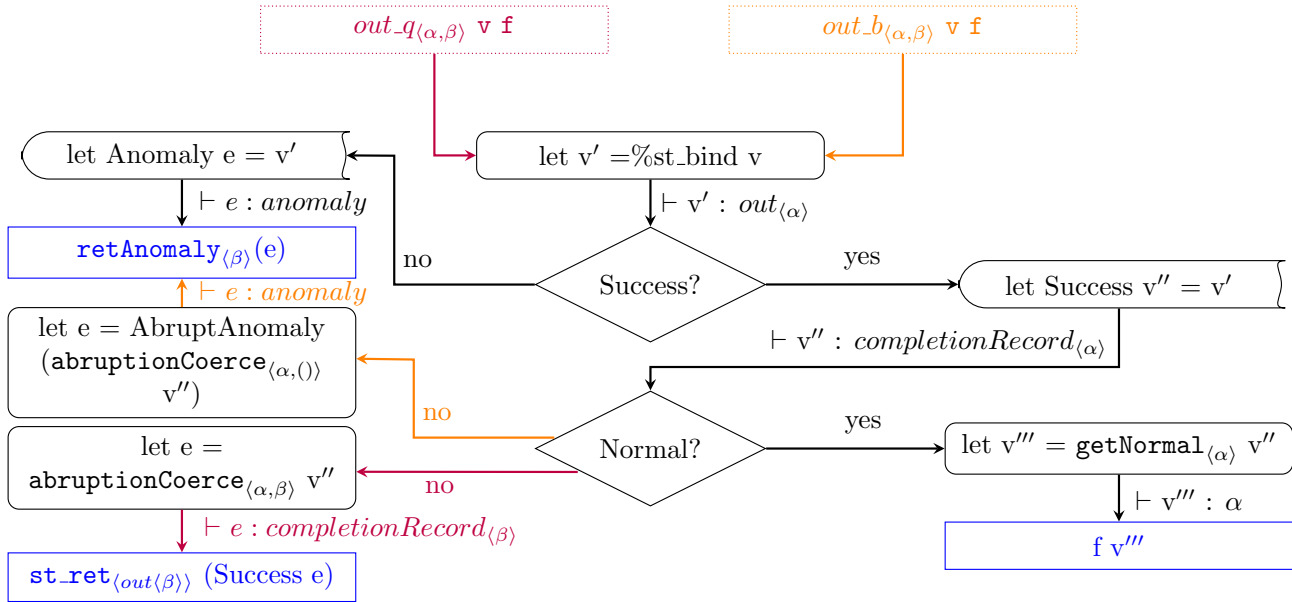 out_q⟨α,β⟩ v f
out_b⟨α,β⟩ v f
let Anomaly e = v′
let v′ =%st_bind v
⊢ e : anomaly
⊢ v′ : out⟨α⟩
retAnomaly⟨β⟩(e)
no
Success?
yes
let Success v″ = v′
⊢ e : anomaly
let e = AbruptAnomaly
(abruptionCoerce⟨α,()⟩
v″)
⊢ v″ : completionRecord⟨α⟩
no
Normal?
yes
let v‴ = getNormal⟨α⟩ v″
let e =
abruptionCoerce⟨α,β⟩ v″
no
⊢ e : completionRecord⟨β⟩
⊢ v‴ : α
st_ret⟨out⟨β⟩⟩ (Success e)
f v‴